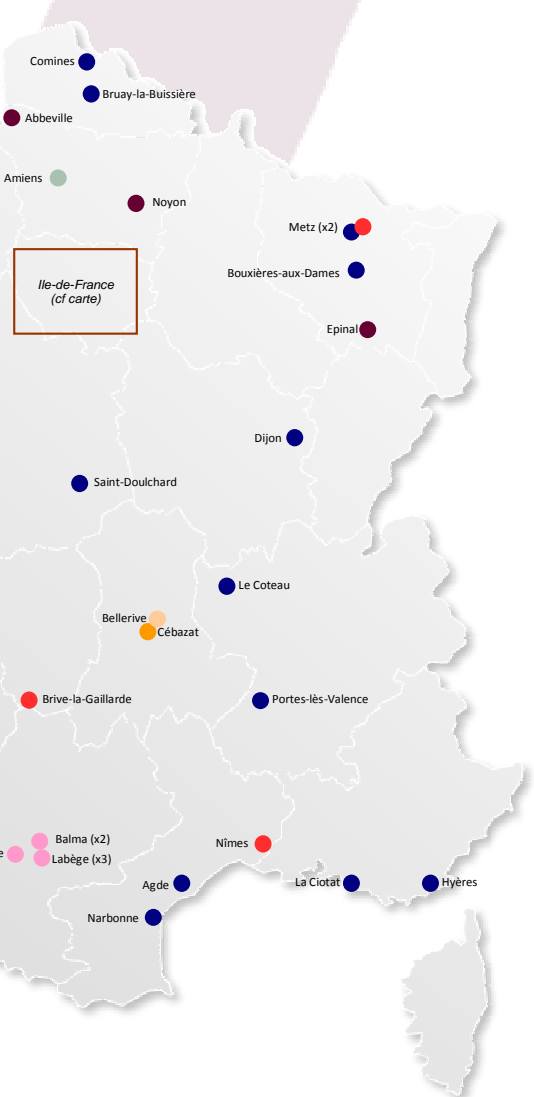 Comines
Bruay-la-Buissière
Abbeville
Amiens
Noyon
Metz (x2)
Bouxières-aux-Dames
Ile-de-France
(cf carte)
Epinal
Dijon
Saint-Doulchard
Le Coteau
Bellerive
Cébazat
Brive-la-Gaillarde
Portes-lès-Valence
Balma (x2)
Nîmes
e
Labège (x3)
La Ciotat
Hyères
Agde
Narbonne